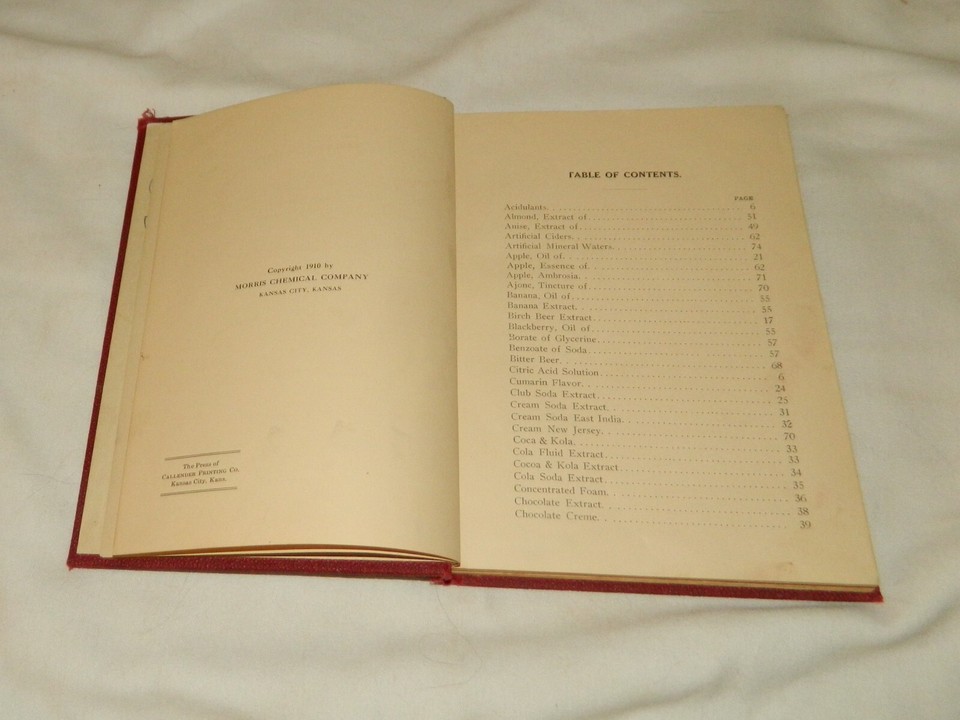 Copyright 1910 by
MORRIS CHEMICAL COMPANY
KANSAS CITY, KANSAS
The Press of
CALLENDER PRINTING CO.
Kansas City, Kans.
TABLE OF CONTENTS.
PAGE
Acidulants. 6
Almond, Extract of 51
Anise, Extract of 49
Artificial Ciders. 62
Artificial Mineral Waters. 74
Apple, Oil of. 21
Apple, Essence of. 62
Apple, Ambrosia. 71
Ajone, Tincture of 70
Banana, Oil of 55
Banana Extract. 55
Birch Beer Extract 17
Blackberry, Oil of 55
Borate of Glycerine 57
Benzoate of Soda 57
Bitter Beer. 68
Citric Acid Solution 6
Cumarin Flavor. 24
Club Soda Extract 25
Cream Soda Extract. 31
Cream Soda East India. 32
Cream New Jersey. 70
Coca & Kola. 33
Cola Fluid Extract 33
Cocoa & Kola Extract 34
Cola Soda Extract 35
Concentrated Foam. 36
Chocolate Extract. 38
Chocolate Creme. 39